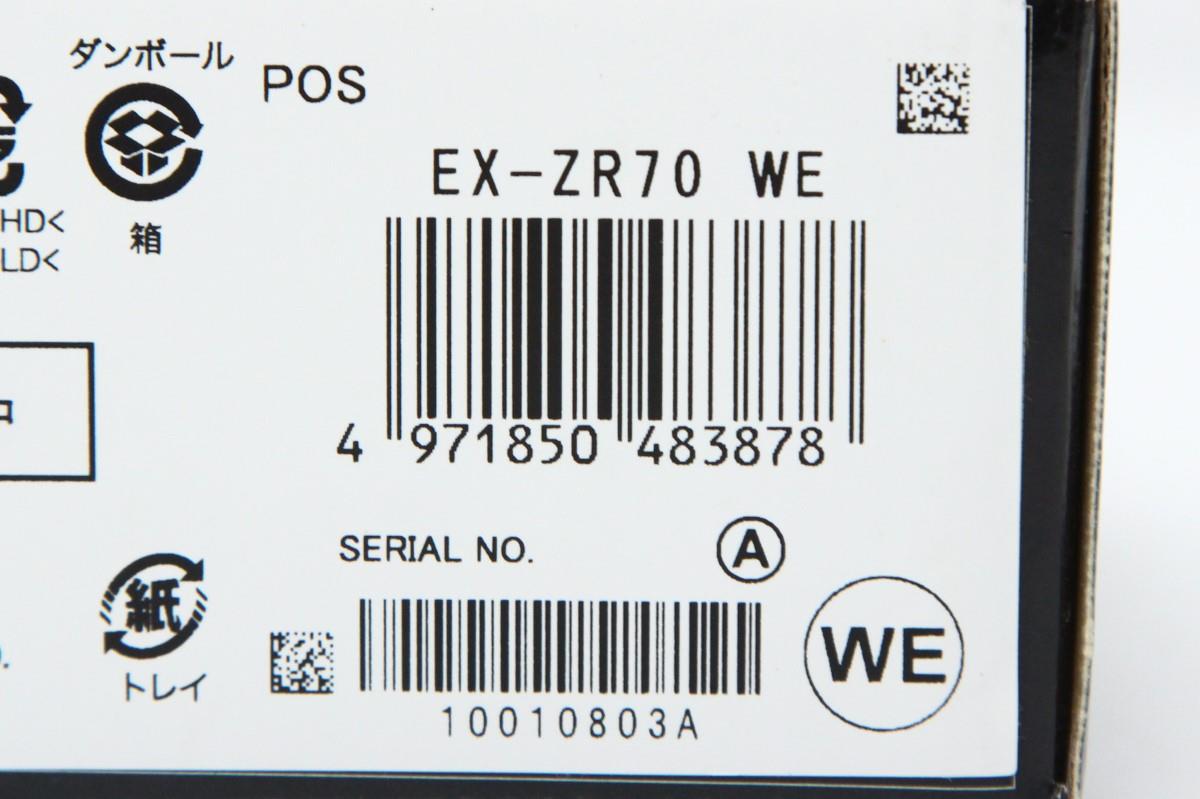 ダンボール
POS
EX-ZR70 WE
箱
HD<
LD<
4 971850 483878
SERIAL NO.
A
紙
トレイ
10010803A
WE